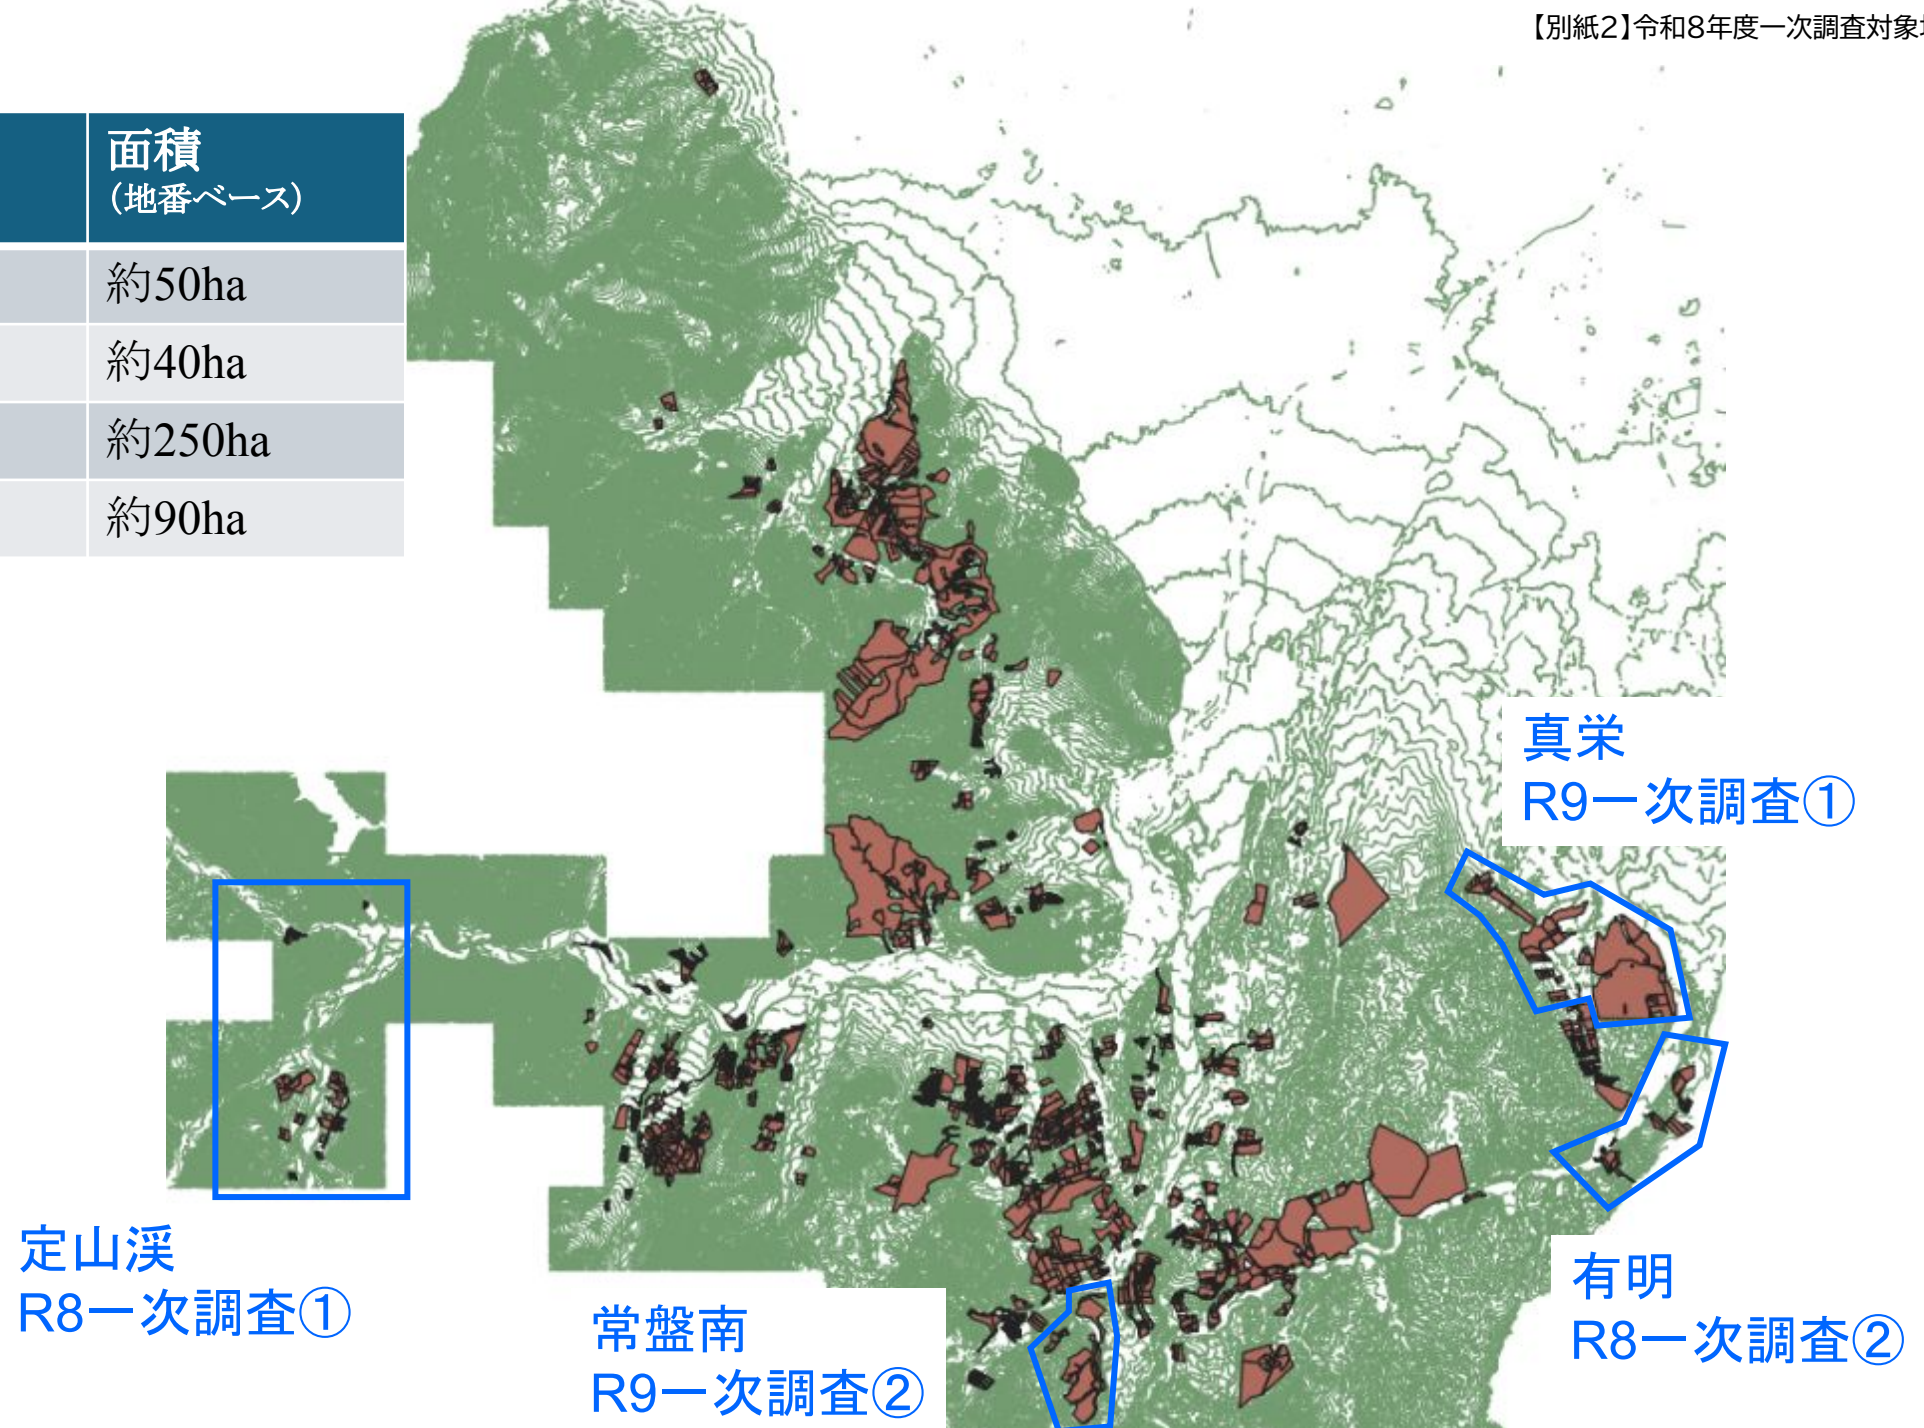 【別紙2】令和8年度一次調査対象
面積
(地番ベース)
約50ha
約40ha
約250ha
約90ha
真栄
R9一次調査①
定山渓
R8一次調査①
常盤南
R9一次調査②
有明
R8一次調査②